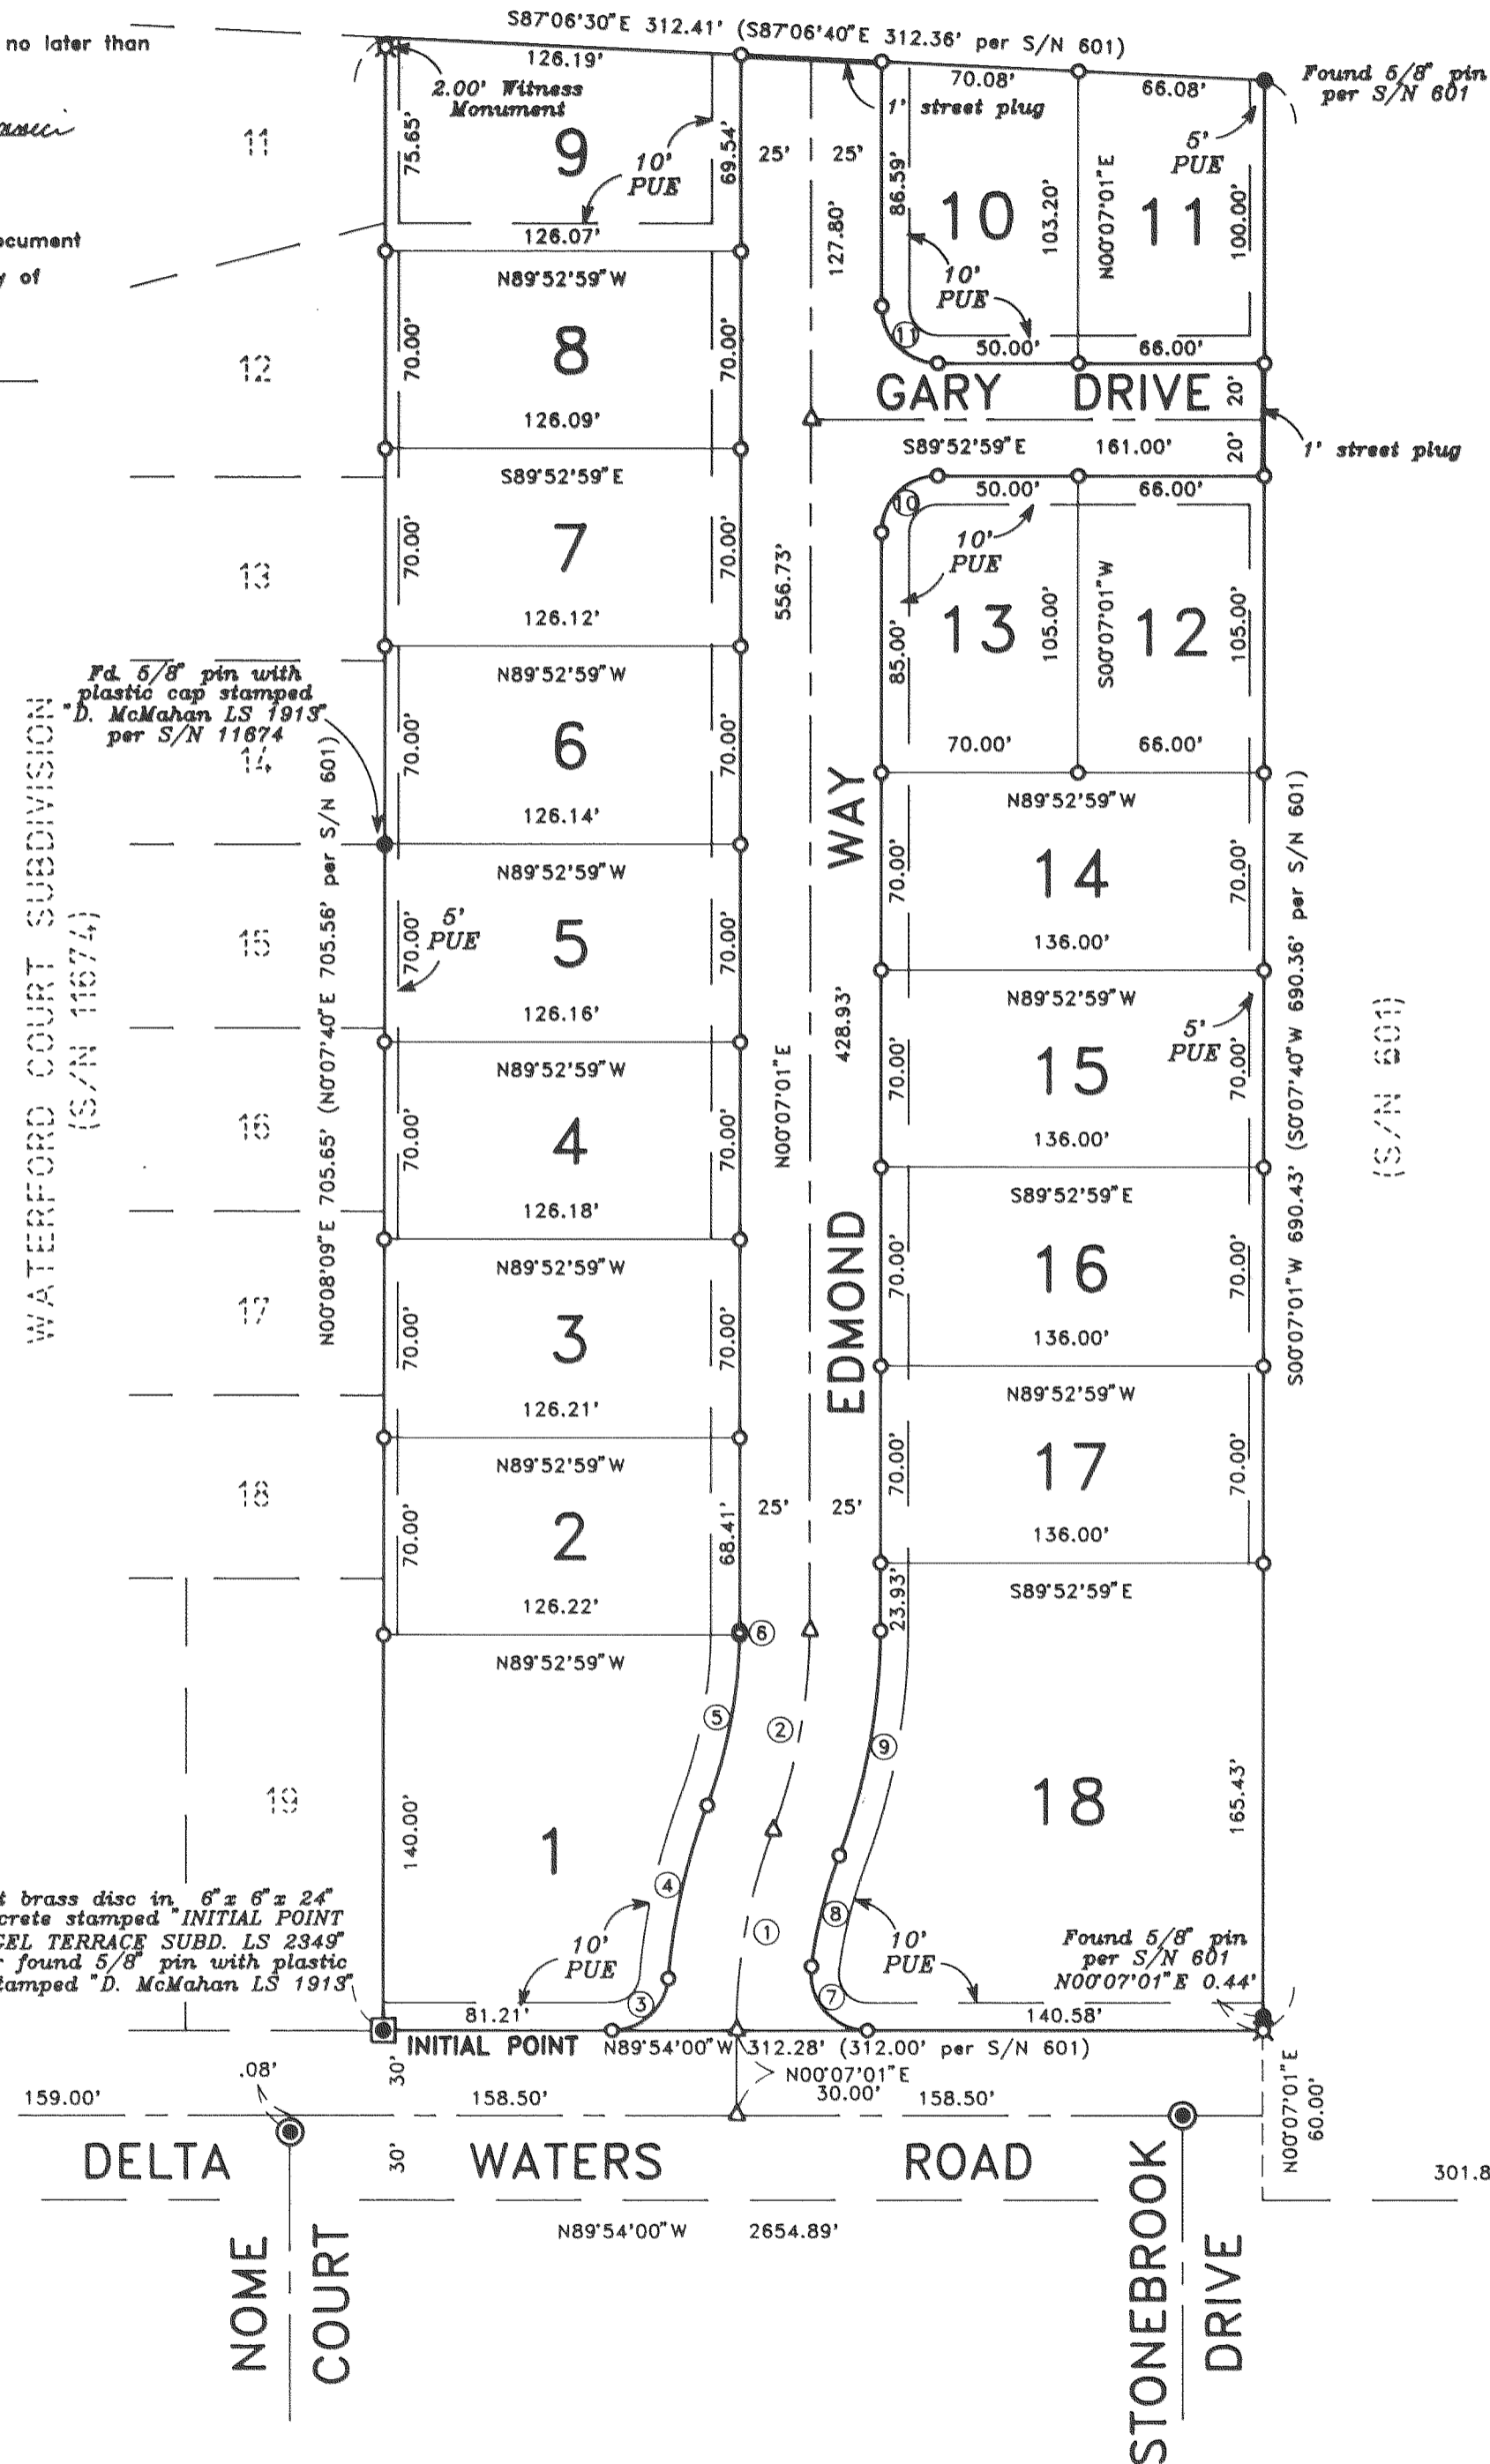 S87°06'30"E 312.41' (S87°06'40"E 312.36' per S/N 601)
no later than
126.19'
2.00' Witness
Monument
70.08'
66.08'
Found 5/8" pin
per S/N 601
1' street plug
5'
PUE
11
75.65'
9
10'
PUE
69.54'
25'
25'
86.59'
10
103.20'
N00°07'01"E
11
100.00'
ocument
y of
126.07'
N89°52'59"W
127.80'
10'
PUE
12
70.00'
8
70.00'
11
50.00'
66.00'
GARY DRIVE
20'
126.09'
S89°52'59"E
S89°52'59"E 161.00'
20'
1' street plug
10
50.00'
66.00'
13
70.00'
7
70.00'
556.73'
10'
PUE
126.12'
85.00'
13
105.00'
S00°07'01"W
12
105.00'
Fd. 5/8" pin with
plastic cap stamped
"D. McMahan LS 1913"
per S/N 11674
N89°52'59"W
14
70.00'
6
70.00'
70.00'
66.00'
126.14'
N89°52'59"W
WATERFORD COURT SUBDIVISION
(S/N 11674)
N00°08'09"E 705.65' (N0°07'40"E 705.56' per S/N 601)
N89°52'59"W
70.00'
14
70.00'
15
70.00'
5'
PUE
5
70.00'
136.00'
126.16'
428.93'
N89°52'59"W
N89°52'59"W
N00°07'01"E
70.00'
15
5'
PUE
70.00'
S00°07'01"W 690.43' (S0°07'40"W 690.36' per S/N 601)
(S/N 601)
16
70.00'
4
70.00'
136.00'
126.18'
S89°52'59"E
N89°52'59"W
EDMOND WAY
70.00'
16
70.00'
17
70.00'
3
70.00'
136.00'
126.21'
N89°52'59"W
N89°52'59"W
70.00'
17
70.00'
18
70.00'
2
68.41'
25'
25'
136.00'
126.22'
23.93'
S89°52'59"E
6
N89°52'59"W
5
2
9
19
140.00'
1
18
165.43'
4
8
1
t brass disc in 6"x 6"x 24"
crete stamped "INITIAL POINT
GEL TERRACE SUBD. LS 2349"
r found 5/8" pin with plastic
tamped "D. McMahan LS 1913"
10'
PUE
10'
PUE
Found 5/8" pin
per S/N 601
N00°07'01"E 0.44'
3
7
81.21'
140.58'
INITIAL POINT
N89°54'00"W 312.28' (312.00' per S/N 601)
N00°07'01"E
30.00'
.08'
30'
159.00'
158.50'
158.50'
N00°07'01"E
60.00'
DELTA WATERS ROAD
30'
301.8
N89°54'00"W 2654.89'
NOME
COURT
STONEBROOK
DRIVE